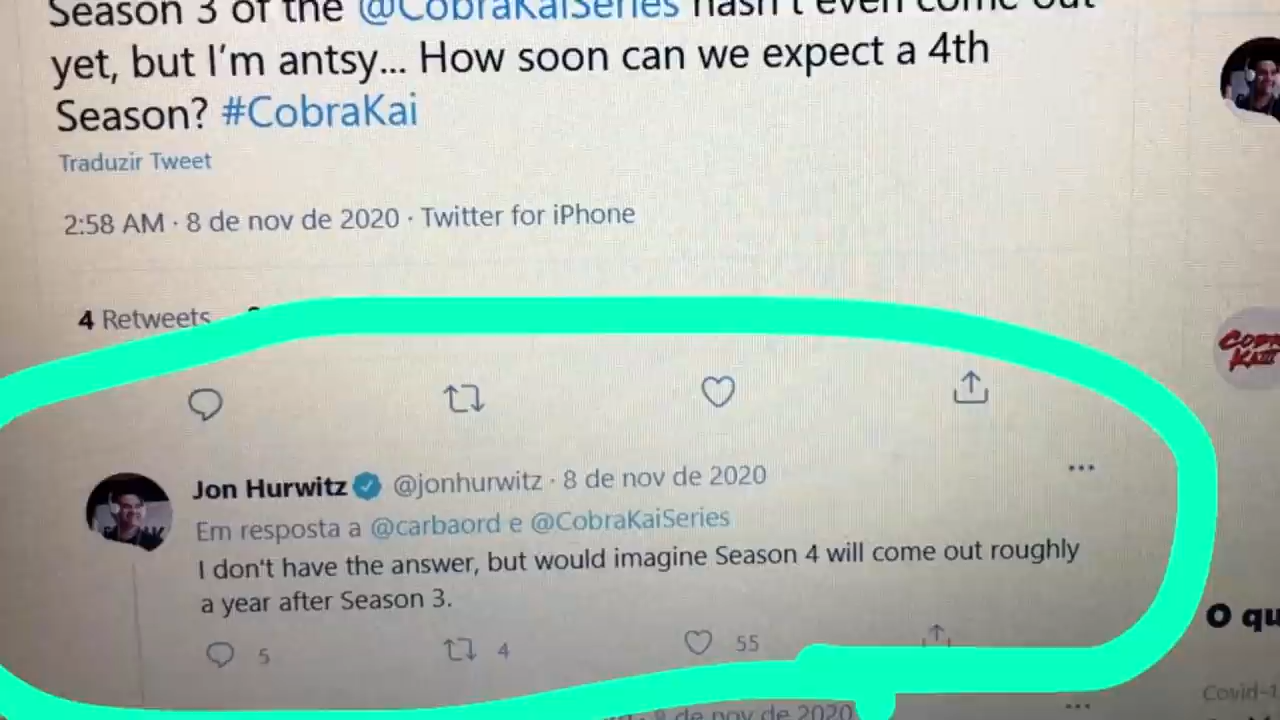 Season 3 of the @CobraKaiSeries hasn't even come out
yet, but I'm antsy... How soon can we expect a 4th
Season? #CobraKai
Traduzir Tweet
2:58 AM · 8 de nov de 2020 · Twitter for iPhone
4 Retweets
COBRA
KAI
Jon Hurwitz @jonhurwitz · 8 de nov de 2020
Em resposta a @carbaord e @CobraKaiSeries
I don't have the answer, but would imagine Season 4 will come out roughly
a year after Season 3.
5 4 55
O qu
Covid-1
8 de nov de 2020